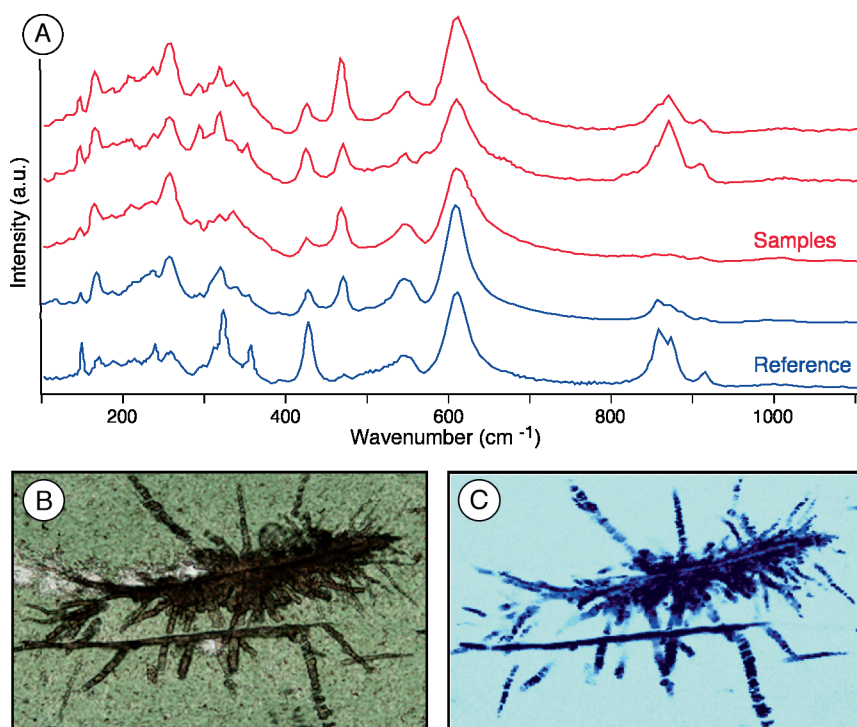 A
Intensity (a.u.)
Samples
Reference
200 400 600 800 1000
Wavenumber (cm -1)
B
C